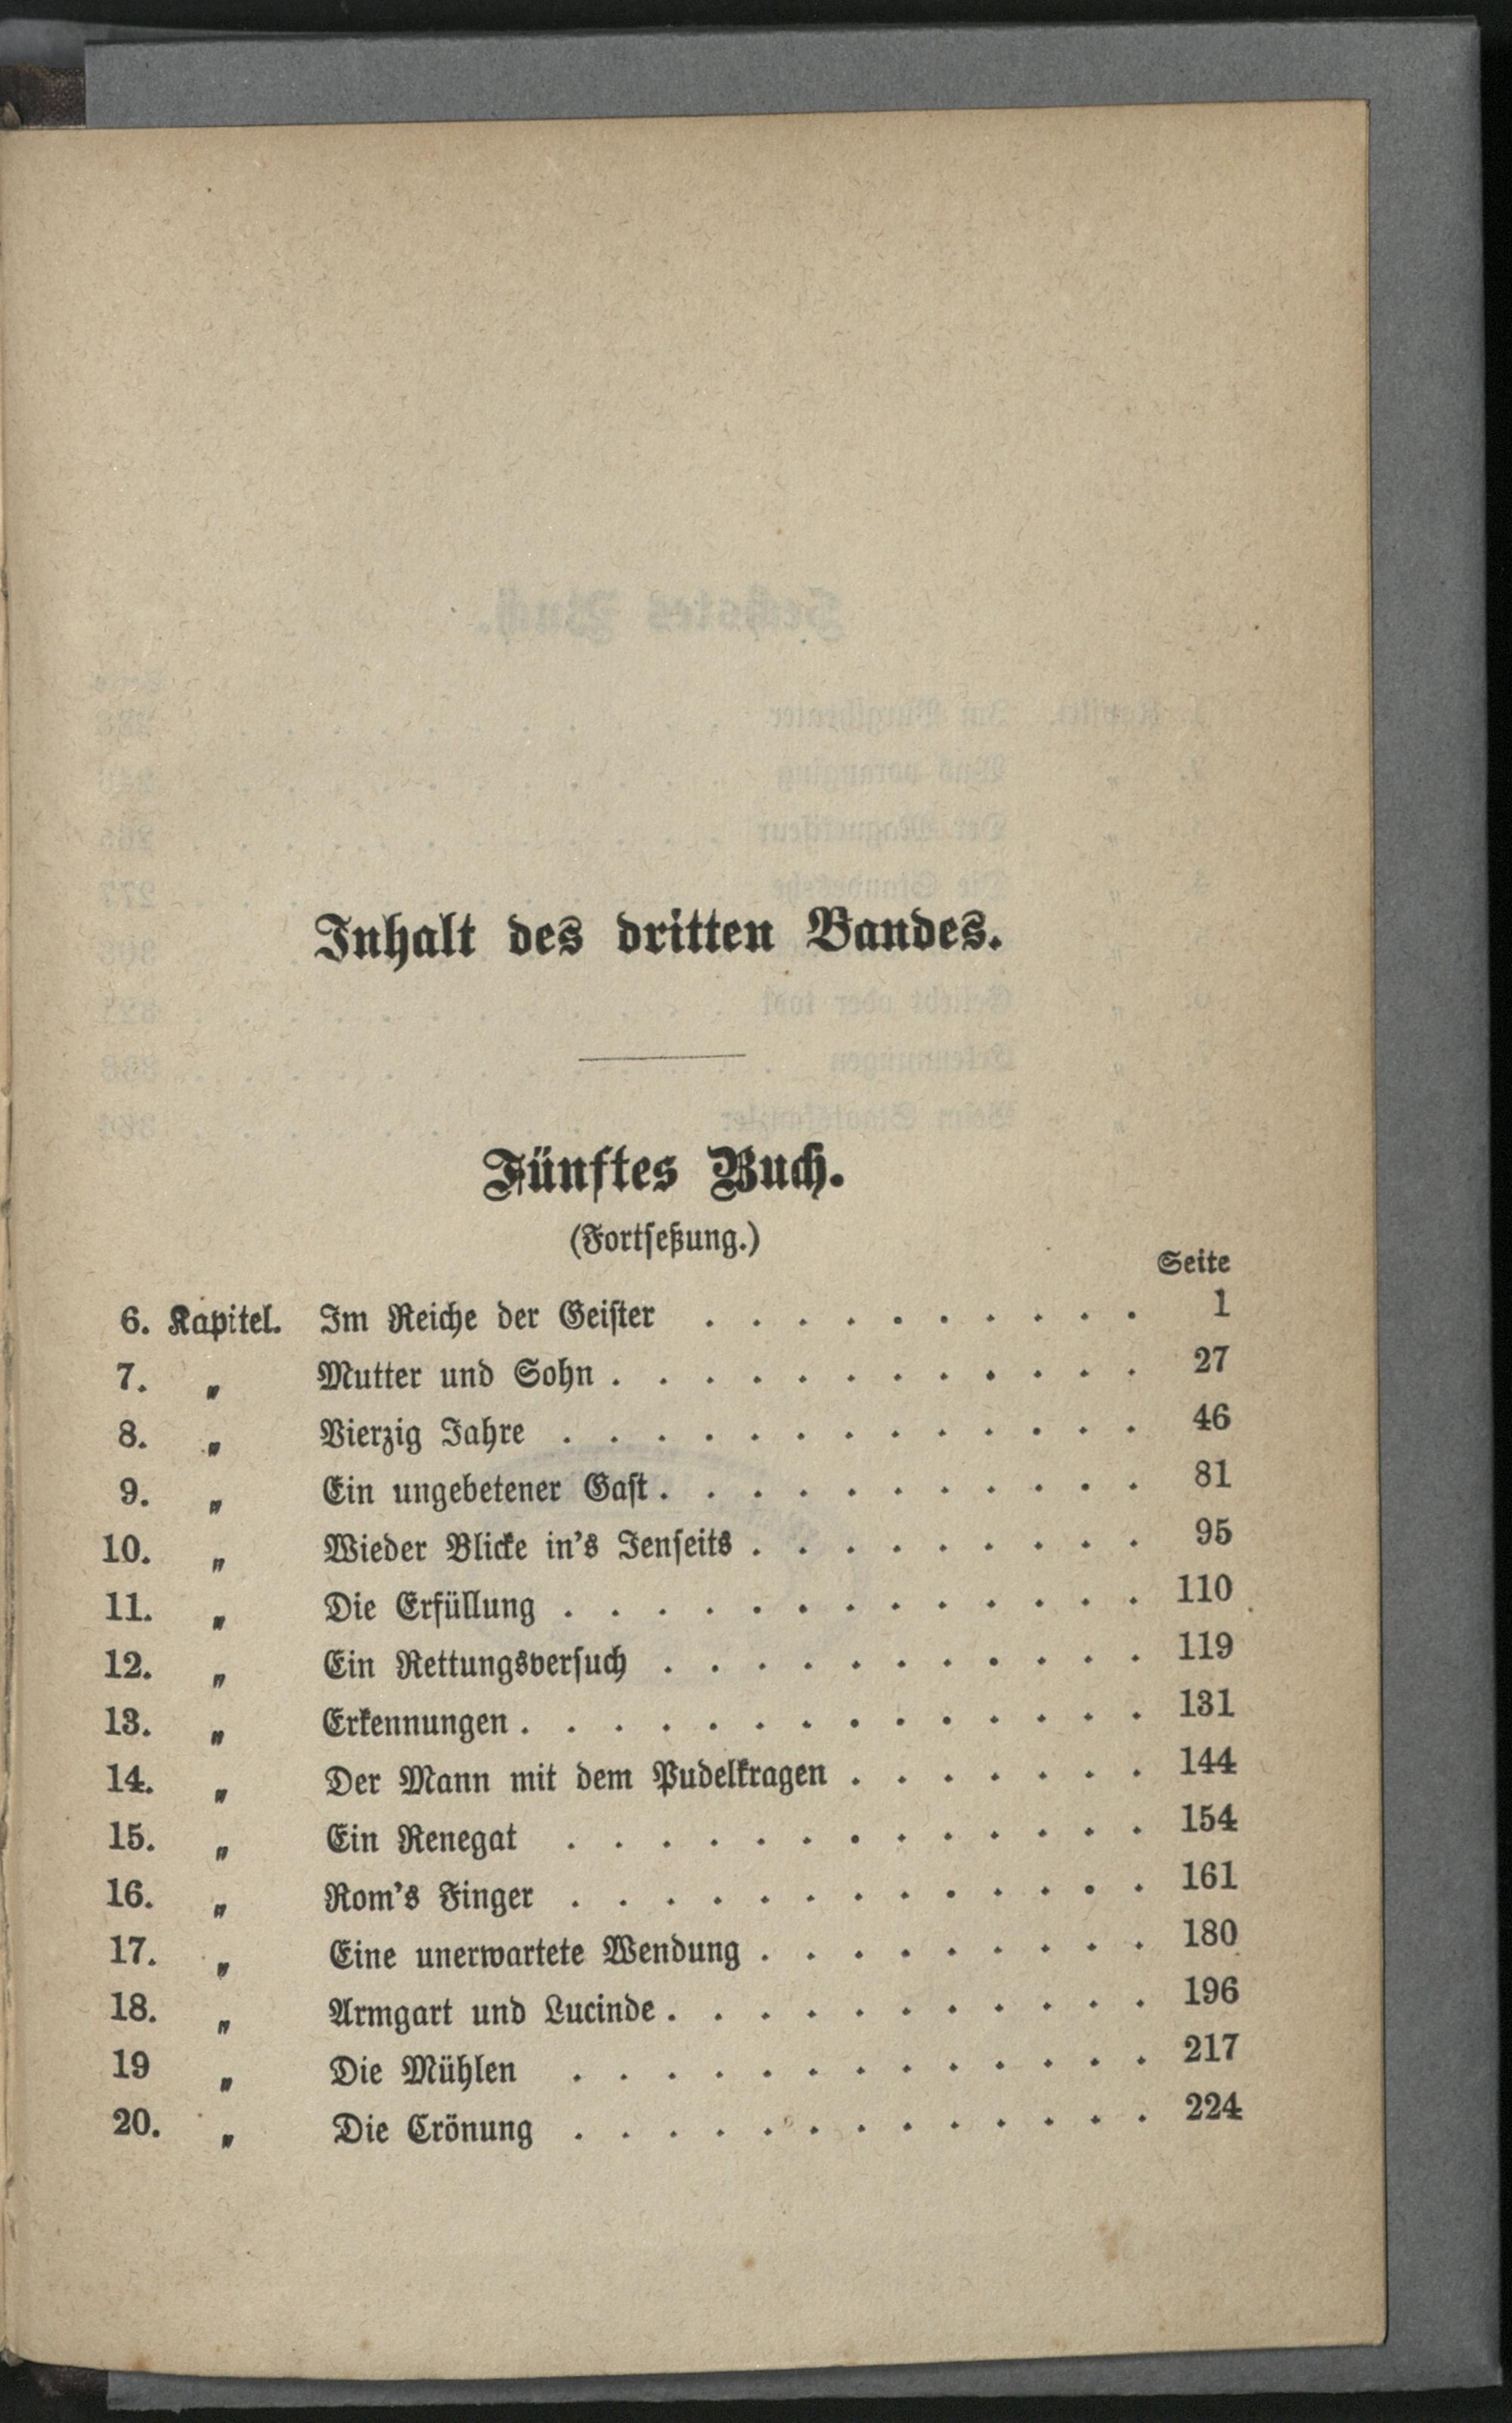 Inhalt des dritten Bandes.
Fünftes Buch.
(Fortsetzung.)
Seite
6. Kapitel. Im Reiche der Geister . . . . . . . . . . 1
7. „ Mutter und Sohn . . . . . . . . . . . . 27
8. „ Vierzig Jahre . . . . . . . . . . . . . 46
9. „ Ein ungebetener Gast . . . . . . . . . . . 81
10. „ Wieder Blicke in's Jenseits . . . . . . . . . 95
11. „ Die Erfüllung . . . . . . . . . . . . . 110
12. „ Ein Rettungsversuch . . . . . . . . . . . 119
13. „ Erkennungen . . . . . . . . . . . . . . 131
14. „ Der Mann mit dem Pudelkragen . . . . . . . 144
15. „ Ein Renegat . . . . . . . . . . . . . 154
16. „ Rom's Finger . . . . . . . . . . . . . 161
17. „ Eine unerwartete Wendung . . . . . . . . . 180
18. „ Armgart und Lucinde . . . . . . . . . . . 196
19 „ Die Mühlen . . . . . . . . . . . . . 217
20. „ Die Crönung . . . . . . . . . . . . . 224